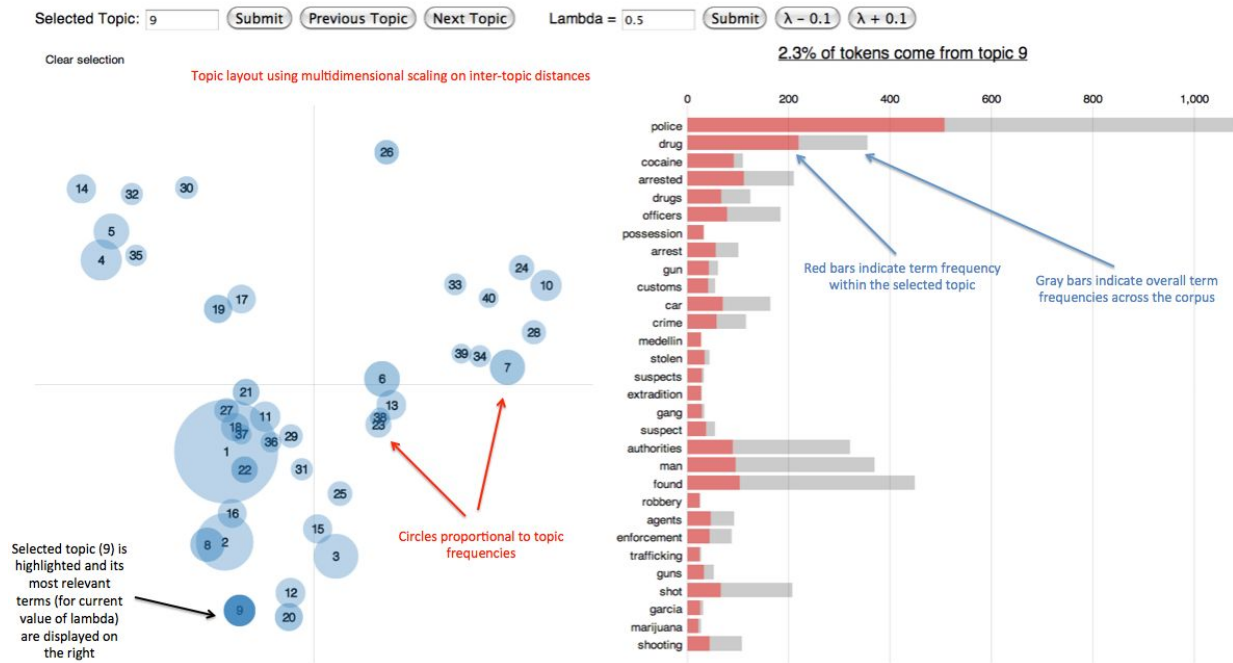 Selected Topic: 9 Submit Previous Topic Next Topic Lambda = 0.5 Submit λ − 0.1 λ + 0.1
Clear selection
2.3% of tokens come from topic 9
Topic layout using multidimensional scaling on inter-topic distances
0 200 400 600 800 1,000
26
14
32
30
5
4
35
24
10
33
40
19
17
28
39
34
7
6
13
38
23
21
27
11
18
37
36
29
1
22
31
25
16
15
2
8
3
12
9
20
Circles proportional to topic
frequencies
Selected topic (9) is
highlighted and its
most relevant
terms (for current
value of lambda)
are displayed on
the right
police
drug
cocaine
arrested
drugs
officers
possession
arrest
gun
customs
car
crime
medellin
stolen
suspects
extradition
gang
suspect
authorities
man
found
robbery
agents
enforcement
trafficking
guns
shot
garcia
marijuana
shooting
Red bars indicate term frequency
within the selected topic
Gray bars indicate overall term
frequencies across the corpus